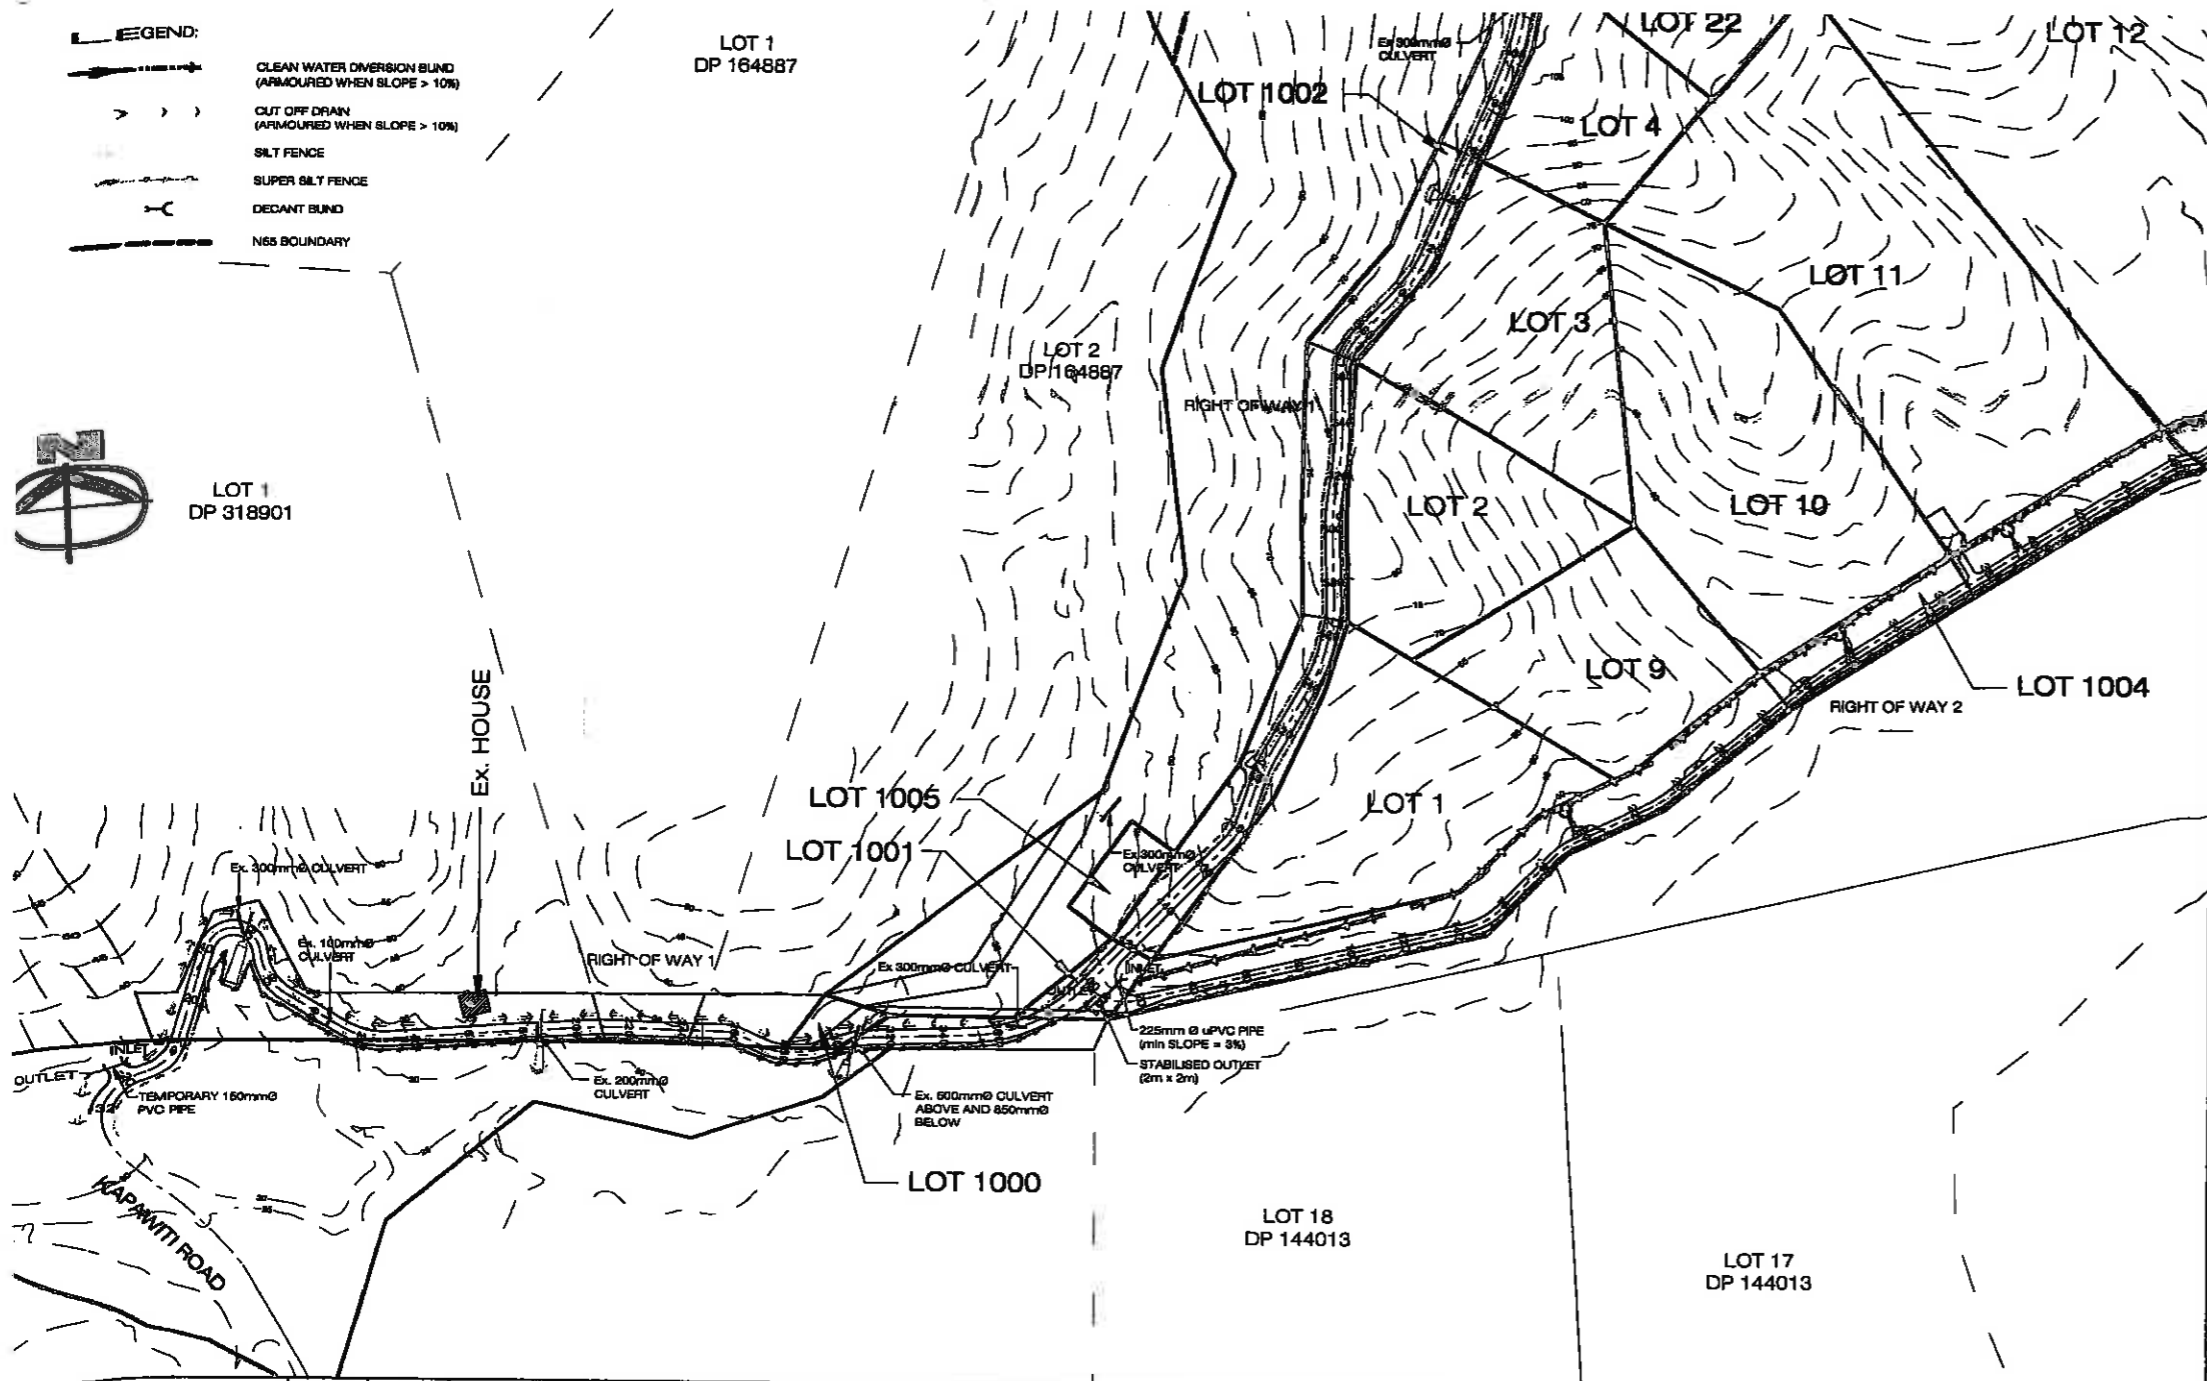 LEGEND:
CLEAN WATER DIVERSION BUND
(ARMOURED WHEN SLOPE > 10%)
CUT OFF DRAIN
(ARMOURED WHEN SLOPE > 10%)
SILT FENCE
SUPER SILT FENCE
DECANT BUND
N65 BOUNDARY
N
LOT 1
DP 164887
LOT 1002
Ex 300mmØ
CULVERT
LOT 22
LOT 12
LOT 4
LOT 11
LOT 3
LOT 2
DP 164887
RIGHT OF WAY 1
LOT 1
DP 318901
LOT 2
LOT 10
Ex. HOUSE
LOT 9
LOT 1004
RIGHT OF WAY 2
LOT 1005
LOT 1
LOT 1001
Ex 300mmØ
CULVERT
Ex. 300mmØ CULVERT
Ex. 100mmØ
CULVERT
RIGHT OF WAY 1
Ex 300mmØ CULVERT
INLET
OUTLET
225mm Ø uPVC PIPE
(min SLOPE = 3%)
STABILISED OUTLET
(2m x 2m)
INLET
OUTLET
TEMPORARY 150mmØ
PVC PIPE
Ex. 200mmØ
CULVERT
Ex. 600mmØ CULVERT
ABOVE AND 850mmØ
BELOW
LOT 1000
KAPAWITI ROAD
LOT 18
DP 144013
LOT 17
DP 144013